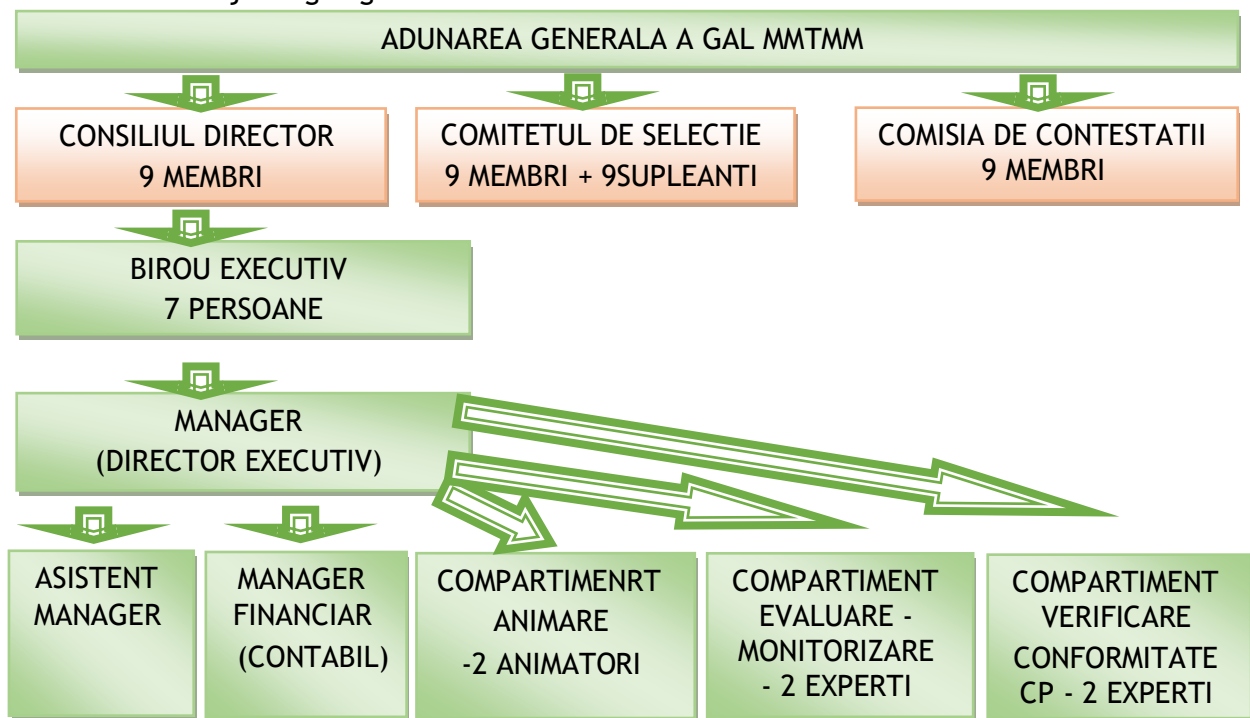 ADUNAREA GENERALA A GAL MMTMM
CONSILIUL DIRECTOR
9 MEMBRI
COMITETUL DE SELECTIE
9 MEMBRI + 9SUPLEANTI
COMISIA DE CONTESTATII
9 MEMBRI
BIROU EXECUTIV
7 PERSOANE
MANAGER
(DIRECTOR EXECUTIV)
ASISTENT
MANAGER
MANAGER
FINANCIAR
(CONTABIL)
COMPARTIMENRT
ANIMARE
-2 ANIMATORI
COMPARTIMENT
EVALUARE -
MONITORIZARE
- 2 EXPERTI
COMPARTIMENT
VERIFICARE
CONFORMITATE
CP - 2 EXPERTI